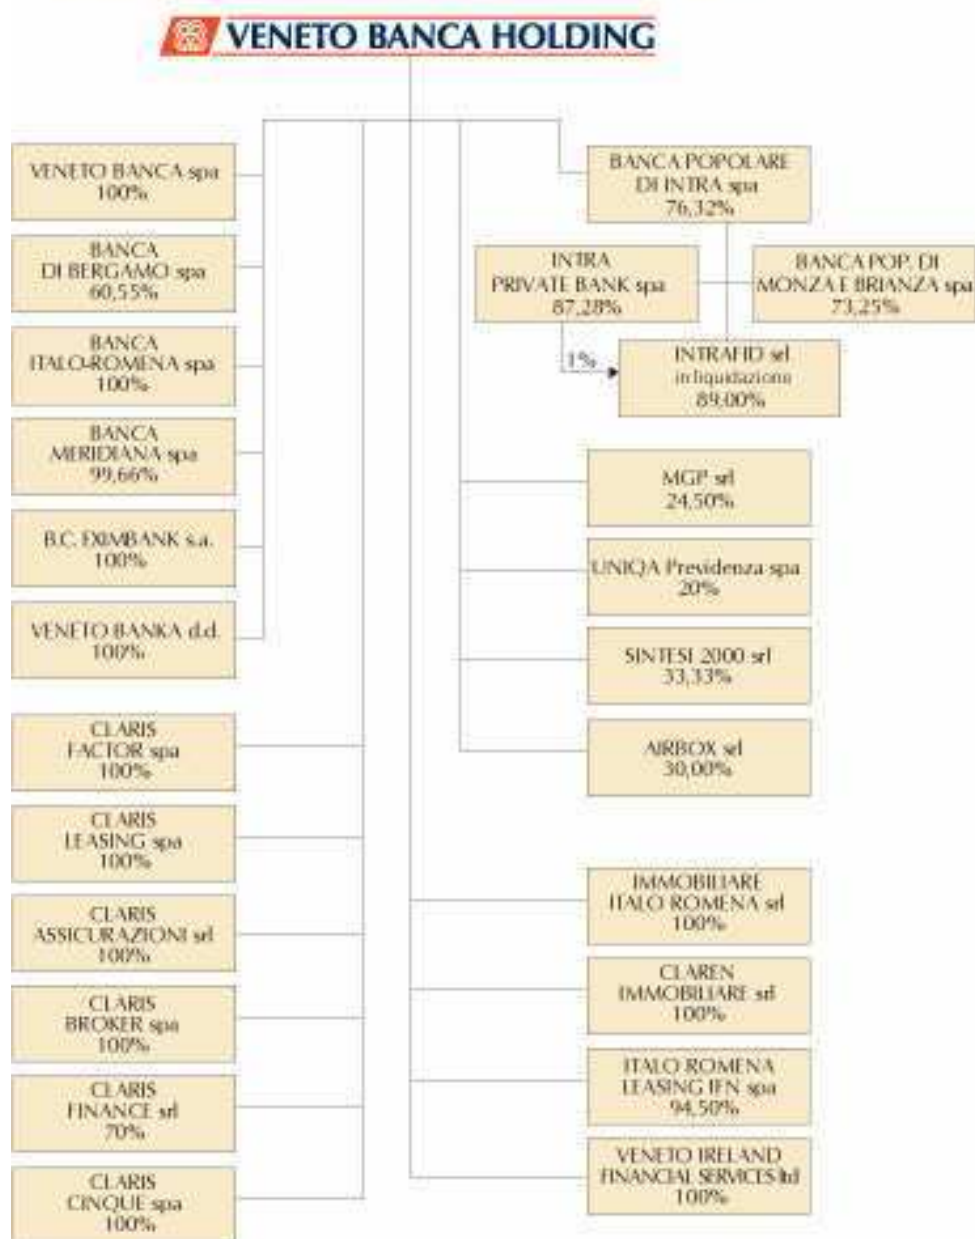 VENETO BANCA HOLDING
VENETO BANCA spa
100%
BANCA
DI BERGAMO spa
60,55%
BANCA
ITALO-ROMENA spa
100%
BANCA
MERIDIANA spa
99,66%
B.C. EXIMBANK s.a.
100%
VENETO BANKA d.d.
100%
CLARIS
FACTOR spa
100%
CLARIS
LEASING spa
100%
CLARIS
ASSICURAZIONI srl
100%
CLARIS
BROKER spa
100%
CLARIS
FINANCE srl
70%
CLARIS
CINQUE spa
100%
BANCA POPOLARE
DI INTRA spa
76,32%
INTRA
PRIVATE BANK spa
87,28%
BANCA POP. DI
MONZA E BRIANZA spa
73,25%
1%
INTRAFID srl
in liquidazione
89,00%
MGP srl
24,50%
UNIQA Previdenza spa
20%
SINTESI 2000 srl
33,33%
AIRBOX srl
30,00%
IMMOBILIARE
ITALO ROMENA srl
100%
CLAREN
IMMOBILIARE srl
100%
ITALO ROMENA
LEASING IFN spa
94,50%
VENETO IRELAND
FINANCIAL SERVICES ltd
100%